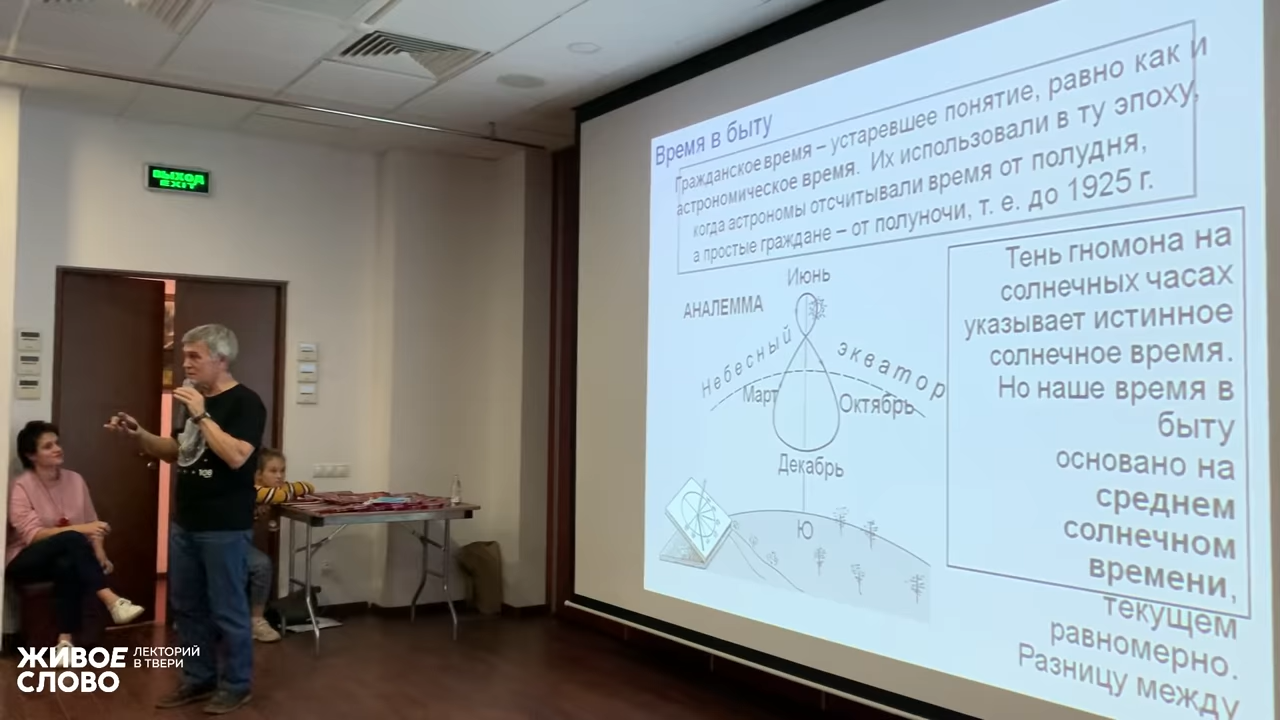 ВЫХОД
EXIT
Время в быту
Гражданское время – устаревшее понятие, равно как и
астрономическое время. Их использовали в ту эпоху,
когда астрономы отсчитывали время от полудня,
а простые граждане – от полуночи, т. е. до 1925 г.
Июнь
АНАЛЕММА
Небесный экватор
Март
Октябрь
Декабрь
Ю
Тень гномона на
солнечных часах
указывает истинное
солнечное время.
Но наше время в
быту
основано на
среднем
солнечном
времени,
текущем
равномерно.
Разницу между
ЖИВОЕ
СЛОВО
ЛЕКТОРИЙ
В ТВЕРИ